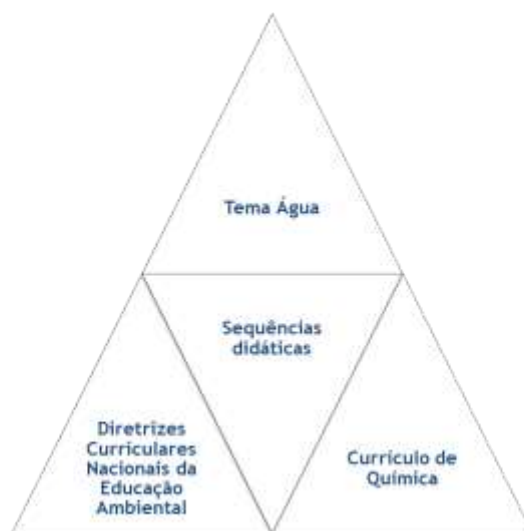 Tema Água
Sequências
didáticas
Diretrizes
Curriculares
Nacionais da
Educação
Ambiental
Currículo de
Química